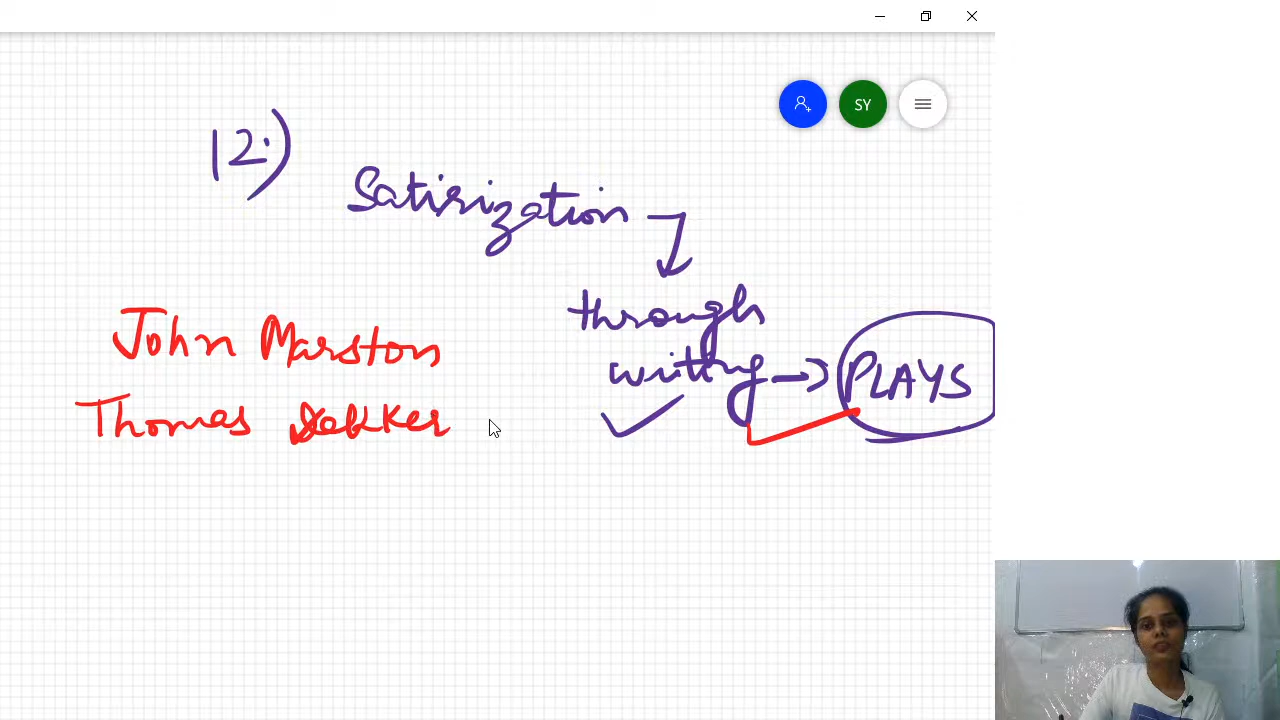 SY
12.)
Satirization
through
writing → PLAYS
John Marston
Thomas Dekker